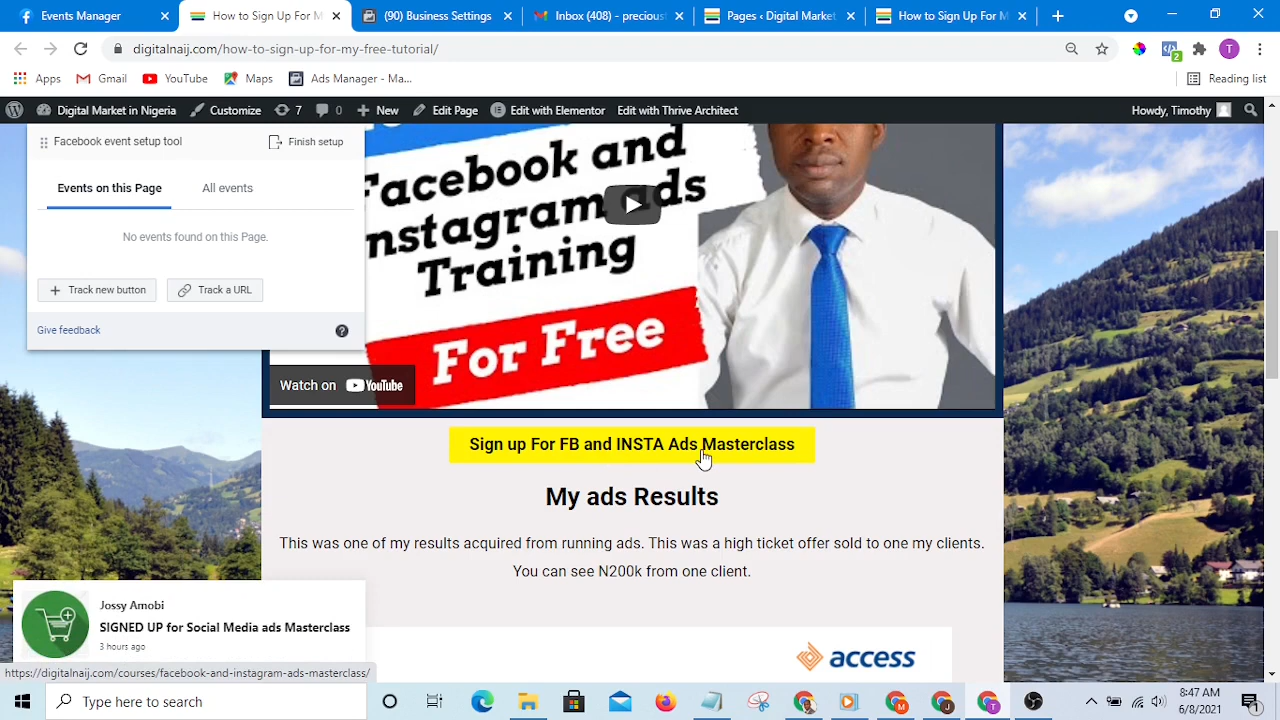 Facebook Event Manager
How to Sign Up For M
(90) Business Settings
Inbox (408) - precioust
Pages ‹ Digital Market
How to Sign Up For M
digitalnaij.com/how-to-sign-up-for-my-free-tutorial/
T
2
Apps
Gmail
YouTube
Maps
Ads Manager - Ma...
Reading list
Digital Market in Nigeria
Customize
7
0
New
Edit Page
Edit with Elementor
Edit with Thrive Architect
Howdy, Timothy
Facebook event setup tool
Finish setup
Events on this Page
All events
No events found on this Page.
Track new button
Track a URL
Give feedback
Facebook and
Instagram ads
Training
For Free
Watch on YouTube
Sign up For FB and INSTA Ads Masterclass
My ads Results
This was one of my results acquired from running ads. This was a high ticket offer sold to one my clients.
You can see N200k from one client.
Jossy Amobi
SIGNED UP for Social Media ads Masterclass
3 hours ago
access
https://digitalnaij.com/courses/facebook-and-instagram-ads-masterclass/
Type here to search
M
J
T
8:47 AM
6/8/2021
1